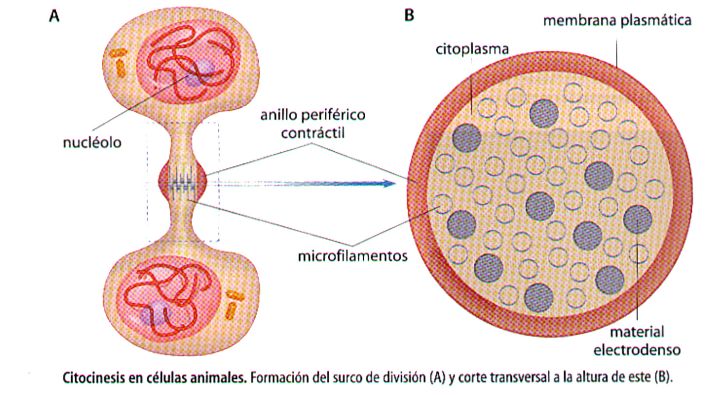 A
B
membrana plasmática
citoplasma
anillo periférico
contráctil
nucléolo
microfilamentos
material
electrodenso
Citocinesis en células animales. Formación del surco de división (A) y corte transversal a la altura de este (B).